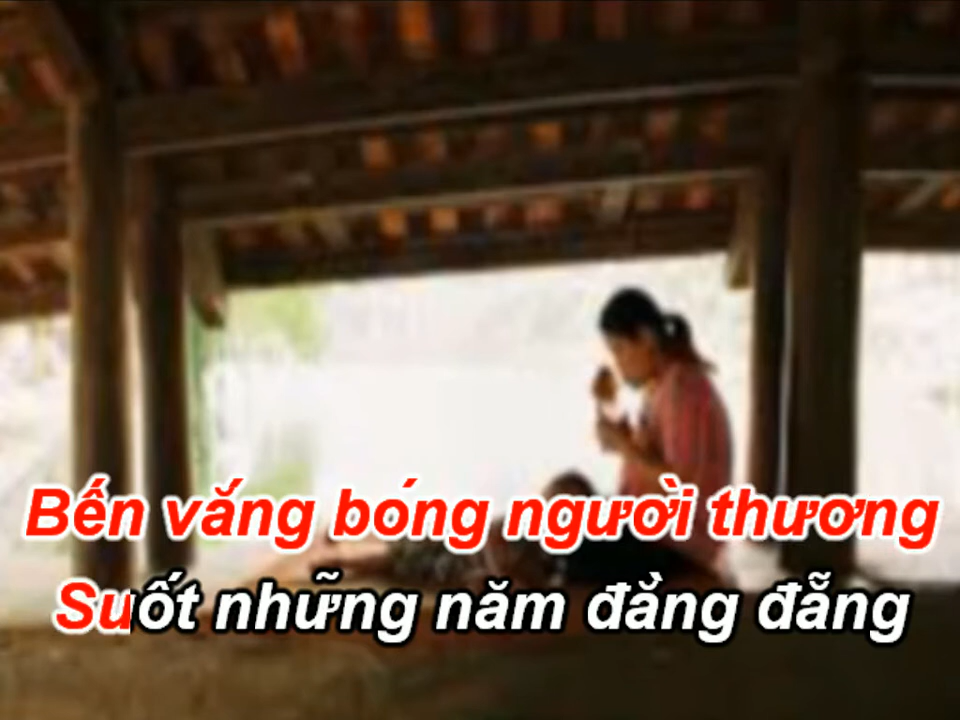 Bến vắng bóng người thương
Suốt những năm đằng đẵng